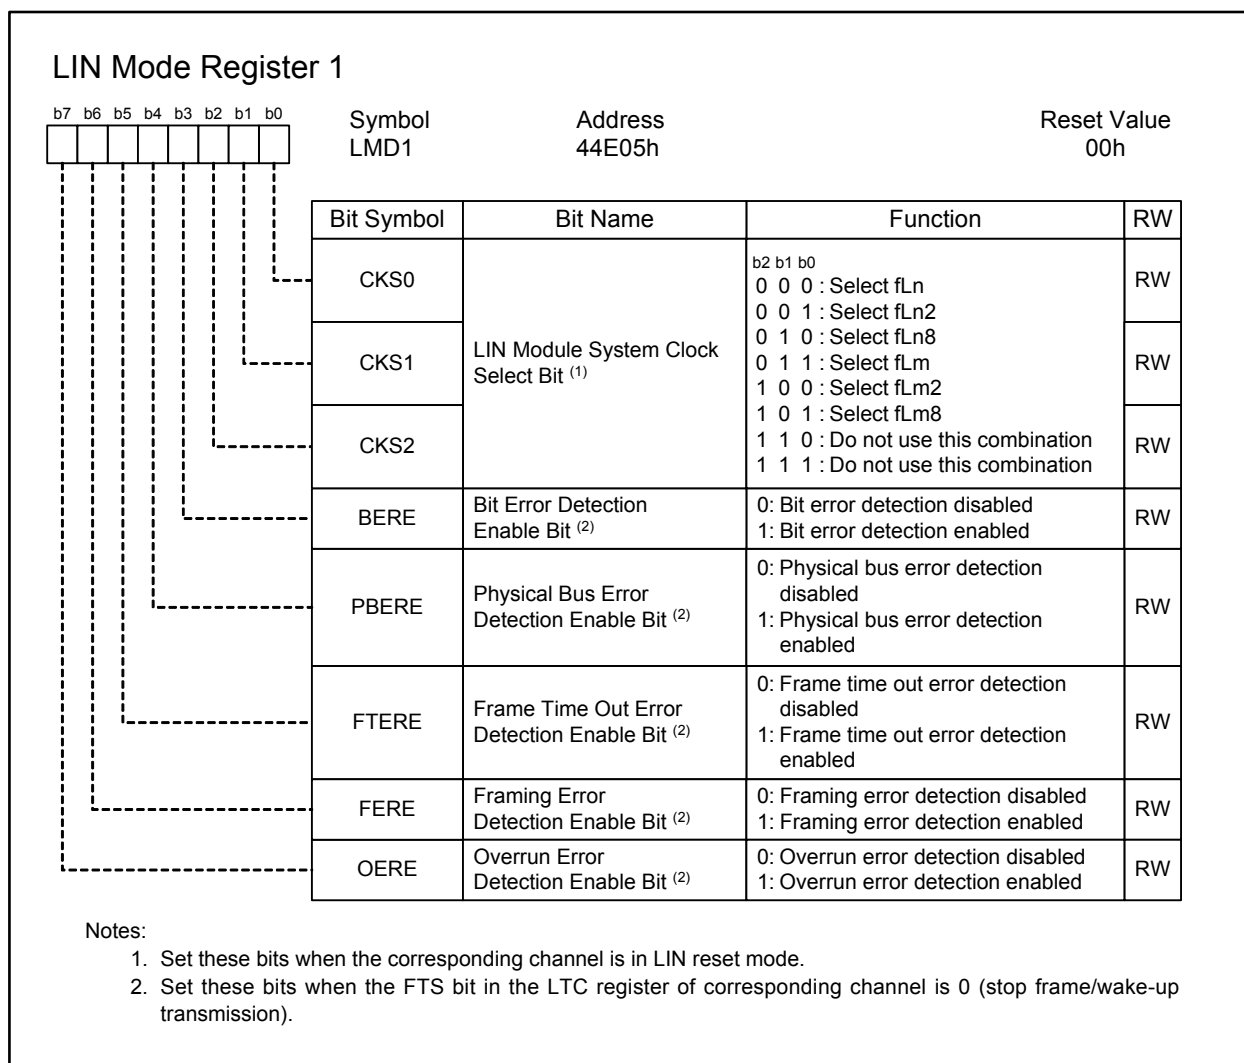 LIN Mode Register 1
b7 b6 b5 b4 b3 b2 b1 b0
Symbol Address Reset Value
LMD1 44E05h 00h
Bit Symbol Bit Name Function RW
CKS0
CKS1
CKS2
LIN Module System Clock
Select Bit (1)
b2 b1 b0
0 0 0 : Select fLn
0 0 1 : Select fLn2
0 1 0 : Select fLn8
0 1 1 : Select fLm
1 0 0 : Select fLm2
1 0 1 : Select fLm8
1 1 0 : Do not use this combination
1 1 1 : Do not use this combination
RW
RW
RW
BERE
Bit Error Detection
Enable Bit (2)
0: Bit error detection disabled
1: Bit error detection enabled
RW
PBERE
Physical Bus Error
Detection Enable Bit (2)
0: Physical bus error detection
disabled
1: Physical bus error detection
enabled
RW
FTERE
Frame Time Out Error
Detection Enable Bit (2)
0: Frame time out error detection
disabled
1: Frame time out error detection
enabled
RW
FERE
Framing Error
Detection Enable Bit (2)
0: Framing error detection disabled
1: Framing error detection enabled
RW
OERE
Overrun Error
Detection Enable Bit (2)
0: Overrun error detection disabled
1: Overrun error detection enabled
RW
Notes:
1. Set these bits when the corresponding channel is in LIN reset mode.
2. Set these bits when the FTS bit in the LTC register of corresponding channel is 0 (stop frame/wake-up
transmission).